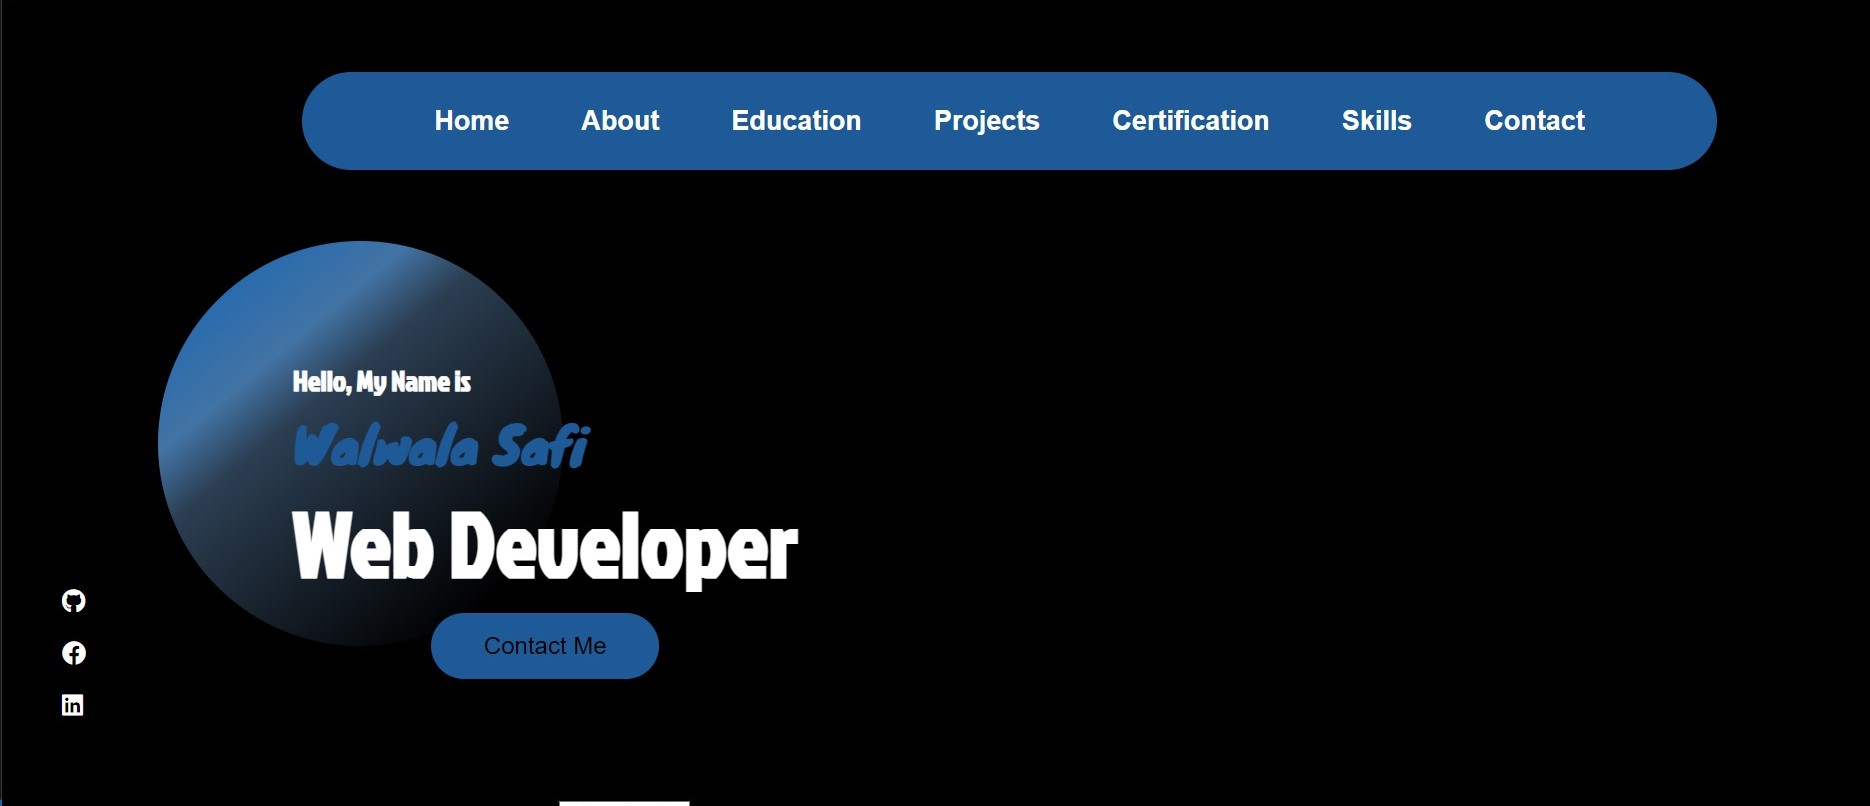 Home About Education Projects Certification Skills Contact
Hello, My Name is
Walwala Safi
Web Developer
Contact Me